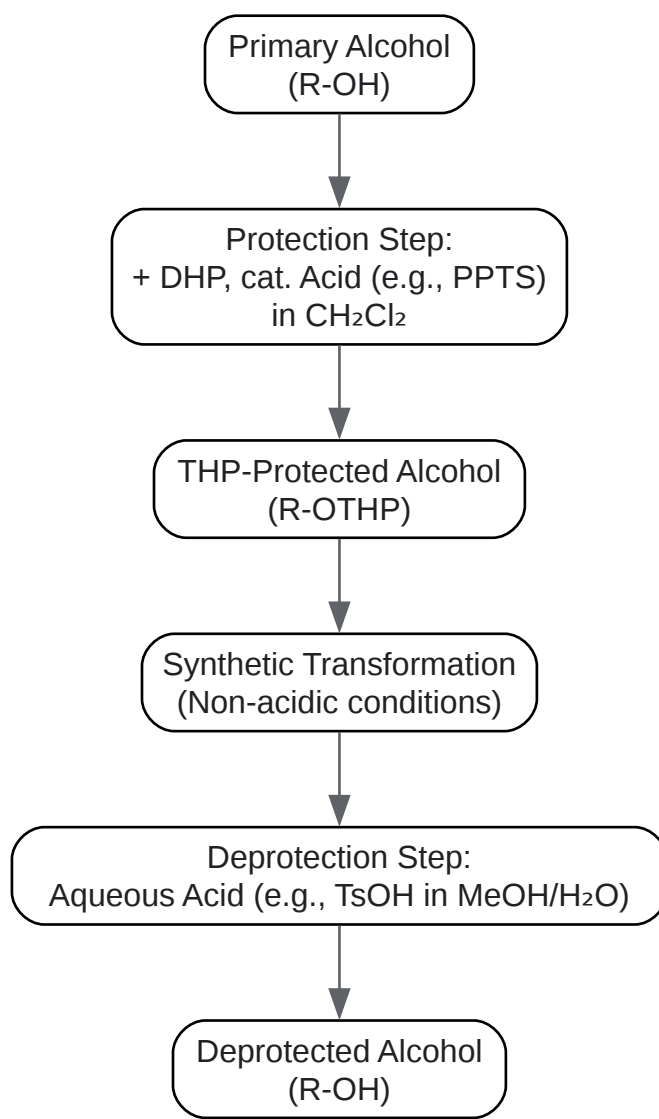 Primary Alcohol
(R-OH)
Protection Step:
+ DHP, cat. Acid (e.g., PPTS)
in CH₂Cl₂
THP-Protected Alcohol
(R-OTHP)
Synthetic Transformation
(Non-acidic conditions)
Deprotection Step:
Aqueous Acid (e.g., TsOH in MeOH/H₂O)
Deprotected Alcohol
(R-OH)